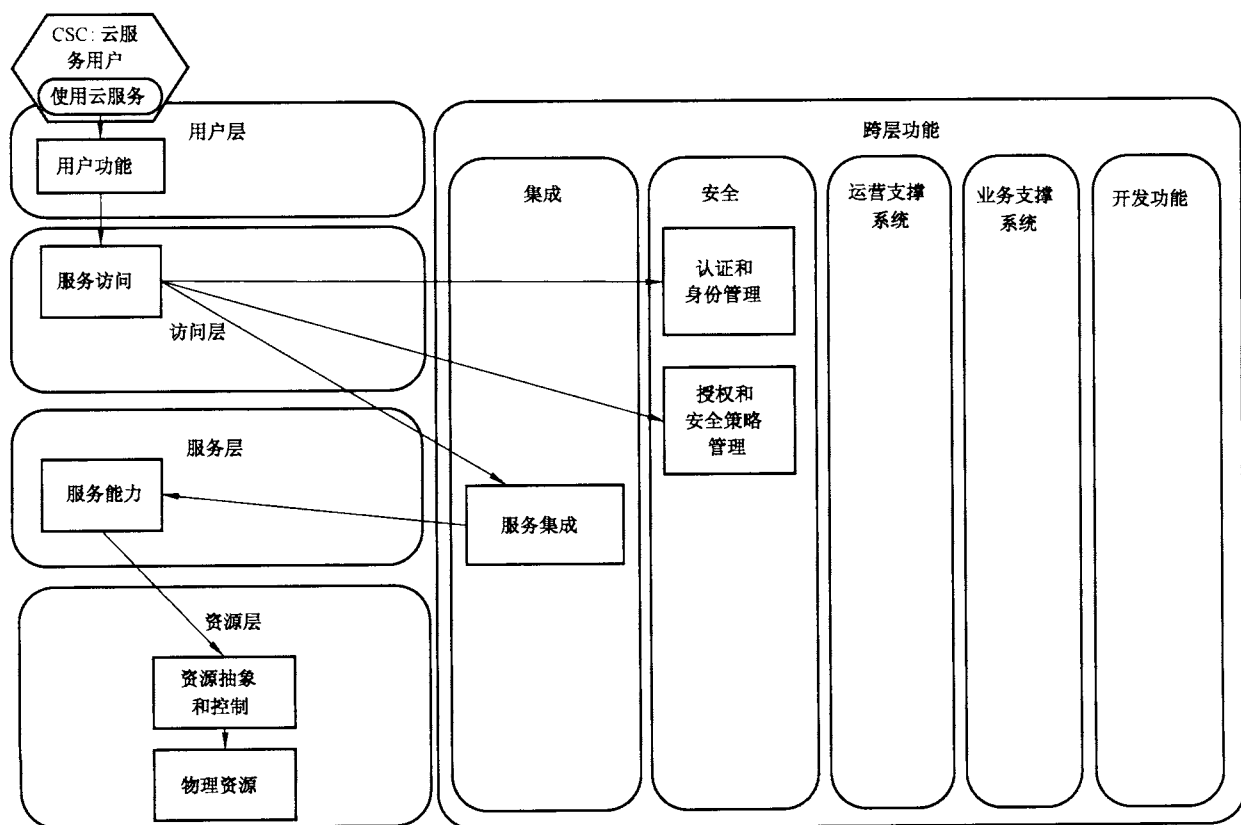 CSC: 云服
务用户
使用云服务
用户层
用户功能
服务访问
访问层
服务层
服务能力
资源层
资源抽象
和控制
物理资源
跨层功能
集成
服务集成
安全
认证和
身份管理
授权和
安全策略
管理
运营支撑
系统
业务支撑
系统
开发功能